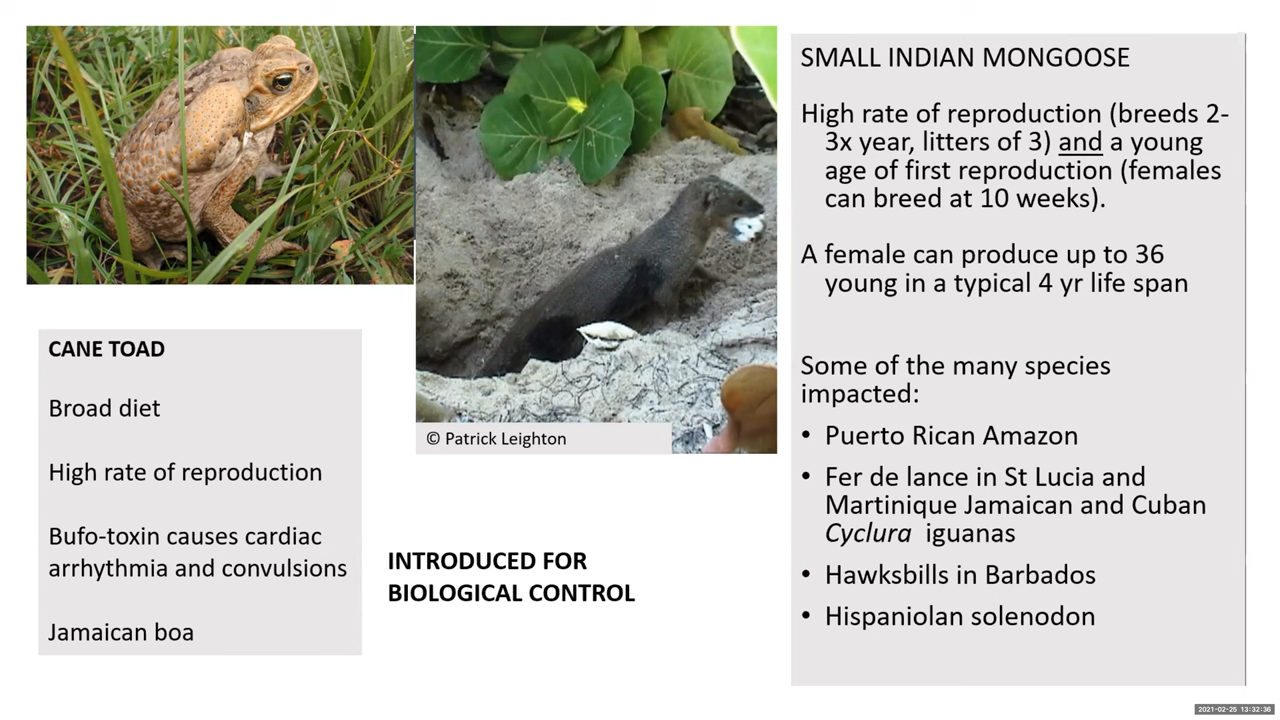 SMALL INDIAN MONGOOSE
High rate of reproduction (breeds 2-
3x year, litters of 3) and a young
age of first reproduction (females
can breed at 10 weeks).
A female can produce up to 36
young in a typical 4 yr life span
Some of the many species
impacted:
• Puerto Rican Amazon
• Fer de lance in St Lucia and
Martinique Jamaican and Cuban
Cyclura iguanas
• Hawksbills in Barbados
• Hispaniolan solenodon
CANE TOAD
Broad diet
High rate of reproduction
Bufo-toxin causes cardiac
arrhythmia and convulsions
Jamaican boa
© Patrick Leighton
INTRODUCED FOR
BIOLOGICAL CONTROL
2021-02-25 13:32:36